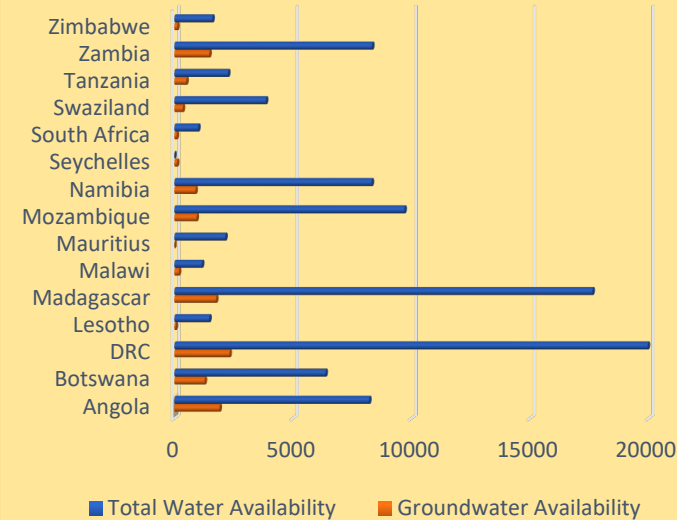 Zimbabwe
Zambia
Tanzania
Swaziland
South Africa
Seychelles
Namibia
Mozambique
Mauritius
Malawi
Madagascar
Lesotho
DRC
Botswana
Angola
0 5000 10000 15000 20000
Total Water Availability Groundwater Availability